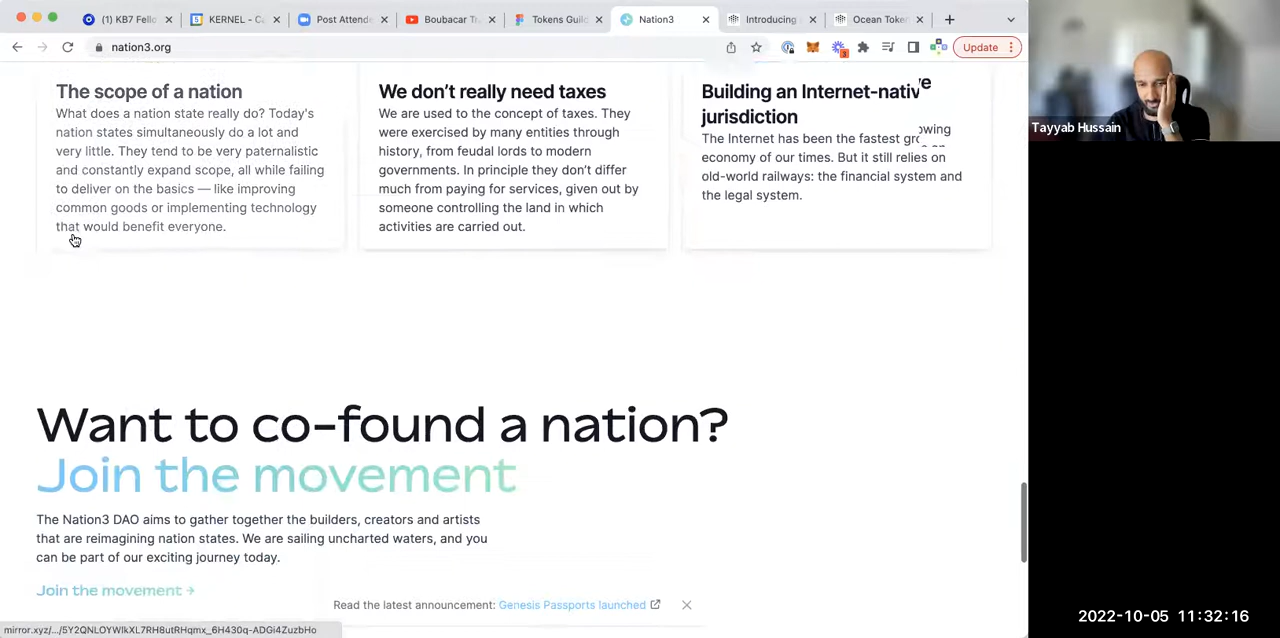 (1) KB7 Fello
KERNEL - Ca
Post Attende
Boubacar Tr
Tokens Guild
Nation3
Introducing
Ocean Token
nation3.org
Update
3
The scope of a nation
What does a nation state really do? Today's
nation states simultaneously do a lot and
very little. They tend to be very paternalistic
and constantly expand scope, all while failing
to deliver on the basics — like improving
common goods or implementing technology
that would benefit everyone.
We don't really need taxes
We are used to the concept of taxes. They
were exercised by many entities through
history, from feudal lords to modern
governments. In principle they don't differ
much from paying for services, given out by
someone controlling the land in which
activities are carried out.
Building an Internet-native
jurisdiction
The Internet has been the fastest growing
economy of our times. But it still relies on
old-world railways: the financial system and
the legal system.
Want to co-found a nation?
Join the movement
The Nation3 DAO aims to gather together the builders, creators and artists
that are reimagining nation states. We are sailing uncharted waters, and you
can be part of our exciting journey today.
Join the movement →
Read the latest announcement: Genesis Passports launched
mirror.xyz/.../5Y2QNLOYWIkXL7RH8utRHqmx_6H430q-ADGi4ZuzbHo
Tayyab Hussain
2022-10-05 11:32:16